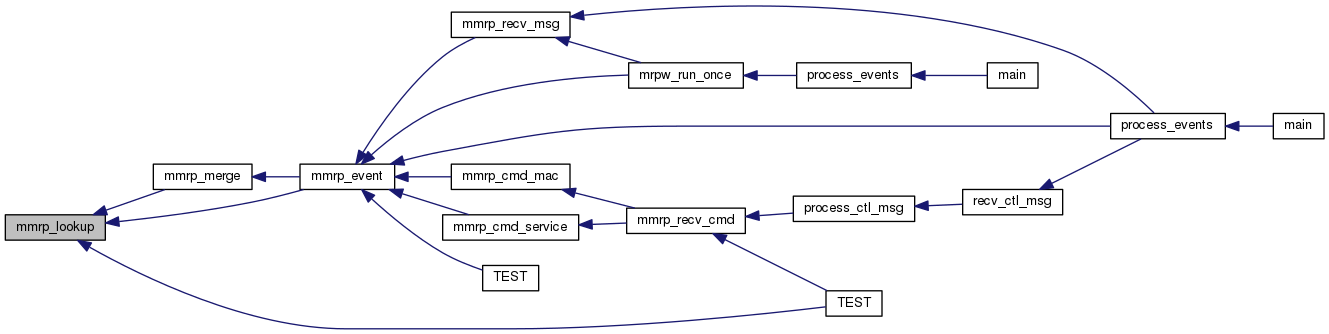 mmrp_recv_msg
mrpw_run_once
process_events
main
process_events
main
mmrp_merge
mmrp_event
mmrp_cmd_mac
process_ctl_msg
recv_ctl_msg
mmrp_lookup
mmrp_cmd_service
mmrp_recv_cmd
TEST
TEST